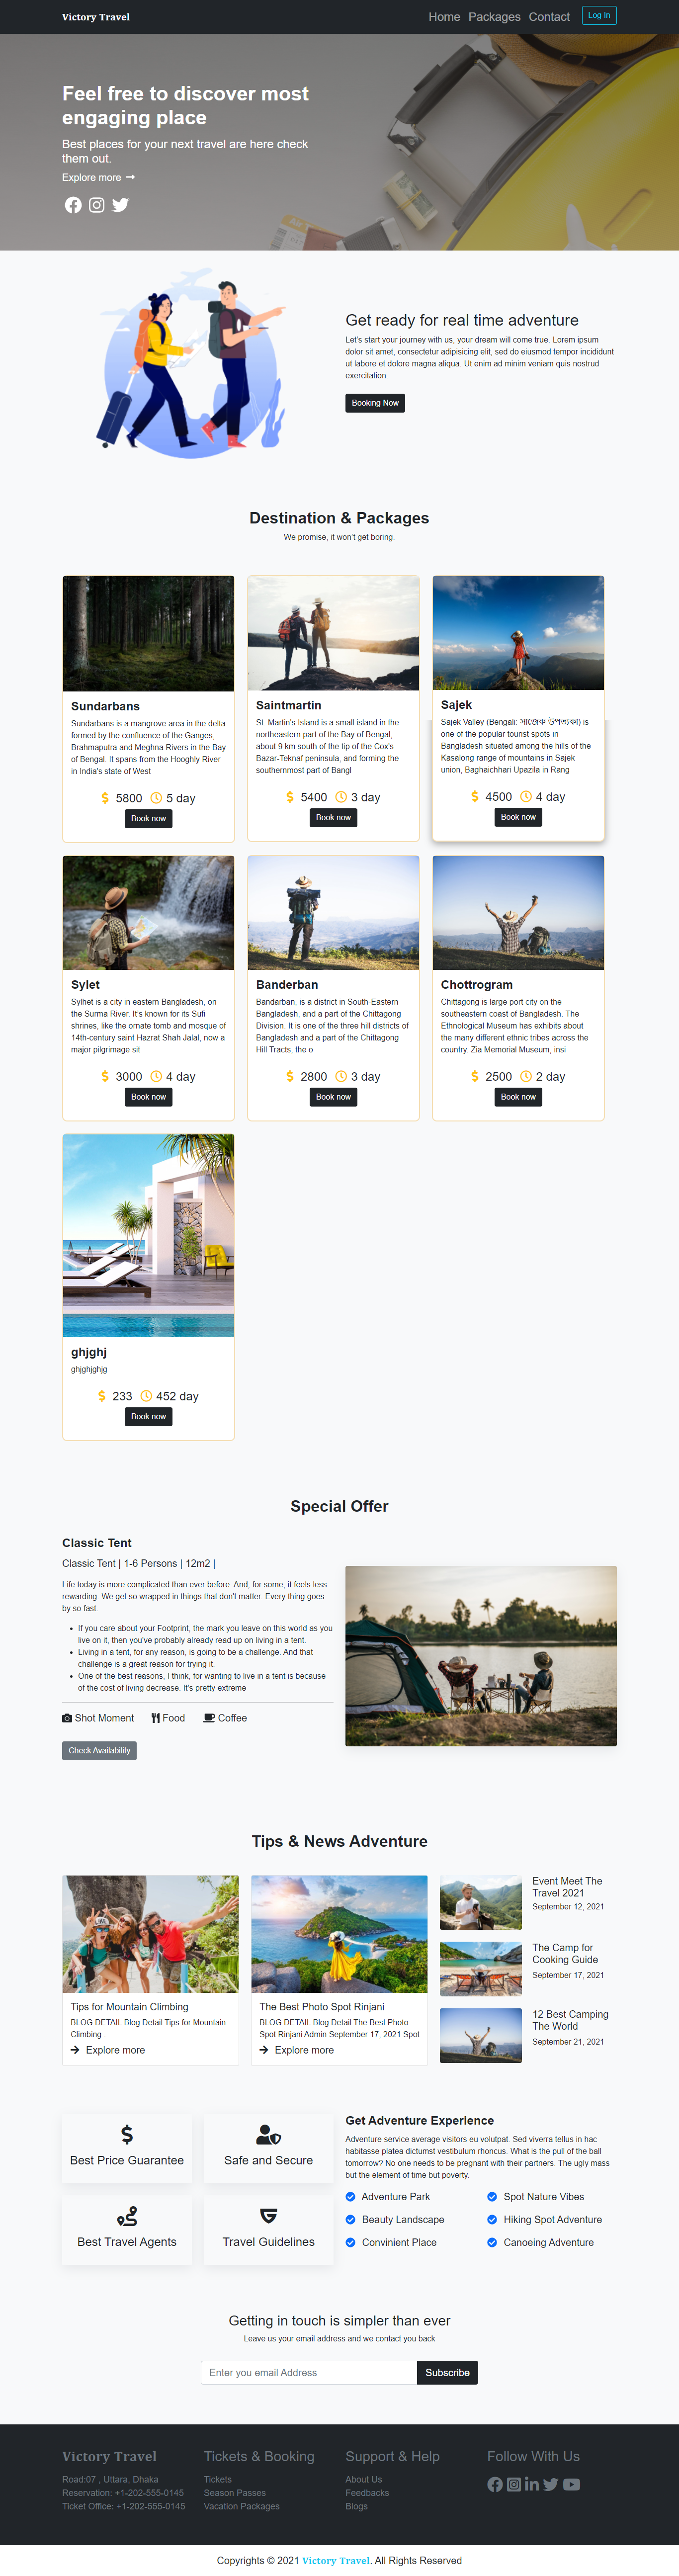 Victory Travel
Home Packages Contact Log In
Feel free to discover most
engaging place
Best places for your next travel are here check
them out.
Explore more
Get ready for real time adventure
Let's start your journey with us, your dream will come true. Lorem ipsum
dolor sit amet, consectetur adipisicing elit, sed do eiusmod tempor incididunt
ut labore et dolore magna aliqua. Ut enim ad minim veniam quis nostrud
exercitation.
Booking Now
Destination & Packages
We promise, it won't get boring.
Sundarbans
Sundarbans is a mangrove area in the delta
formed by the confluence of the Ganges,
Brahmaputra and Meghna Rivers in the Bay
of Bengal. It spans from the Hooghly River
in India's state of West
$ 5800 5 day
Book now
Saintmartin
St. Martin's Island is a small island in the
northeastern part of the Bay of Bengal,
about 9 km south of the tip of the Cox's
Bazar-Teknaf peninsula, and forming the
southernmost part of Bangl
$ 5400 3 day
Book now
Sajek
Sajek Valley (Bengali: সাজেক উপত্যকা) is
one of the popular tourist spots in
Bangladesh situated among the hills of the
Kasalong range of mountains in Sajek
union, Baghaichhari Upazila in Rang
$ 4500 4 day
Book now
Sylet
Sylhet is a city in eastern Bangladesh, on
the Surma River. It's known for its Sufi
shrines, like the ornate tomb and mosque of
14th-century saint Hazrat Shah Jalal, now a
major pilgrimage sit
$ 3000 4 day
Book now
Banderban
Bandarban, is a district in South-Eastern
Bangladesh, and a part of the Chittagong
Division. It is one of the three hill districts of
Bangladesh and a part of the Chittagong
Hill Tracts, the o
$ 2800 3 day
Book now
Chottrogram
Chittagong is large port city on the
southeastern coast of Bangladesh. The
Ethnological Museum has exhibits about
the many different ethnic tribes across the
country. Zia Memorial Museum, insi
$ 2500 2 day
Book now
ghjghj
ghjghjghjg
$ 233 452 day
Book now
Special Offer
Classic Tent
Classic Tent | 1-6 Persons | 12m2 |
Life today is more complicated than ever before. And, for some, it feels less
rewarding. We get so wrapped in things that don't matter. Every thing goes
by so fast.
If you care about your Footprint, the mark you leave on this world as you
live on it, then you've probably already read up on living in a tent.
Living in a tent, for any reason, is going to be a challenge. And that
challenge is a great reason for trying it.
One of the best reasons, I think, for wanting to live in a tent is because
of the cost of living decrease. It's pretty extreme
Shot Moment Food Coffee
Check Availability
Tips & News Adventure
Tips for Mountain Climbing
BLOG DETAIL Blog Detail Tips for Mountain
Climbing .
Explore more
The Best Photo Spot Rinjani
BLOG DETAIL Blog Detail The Best Photo
Spot Rinjani Admin September 17, 2021 Spot
Explore more
Event Meet The
Travel 2021
September 12, 2021
The Camp for
Cooking Guide
September 17, 2021
12 Best Camping
The World
September 21, 2021
$
Best Price Guarantee
Safe and Secure
Best Travel Agents
Travel Guidelines
Get Adventure Experience
Adventure service average visitors eu volutpat. Sed viverra tellus in hac
habitasse platea dictumst vestibulum rhoncus. What is the pull of the ball
tomorrow? No one needs to be pregnant with their partners. The ugly mass
but the element of time but poverty.
Adventure Park Spot Nature Vibes
Beauty Landscape Hiking Spot Adventure
Convinient Place Canoeing Adventure
Getting in touch is simpler than ever
Leave us your email address and we contact you back
Enter you email Address Subscribe
Victory Travel
Road:07 , Uttara, Dhaka
Reservation: +1-202-555-0145
Ticket Office: +1-202-555-0145
Tickets & Booking
Tickets
Season Passes
Vacation Packages
Support & Help
About Us
Feedbacks
Blogs
Follow With Us
Copyrights © 2021 Victory Travel. All Rights Reserved